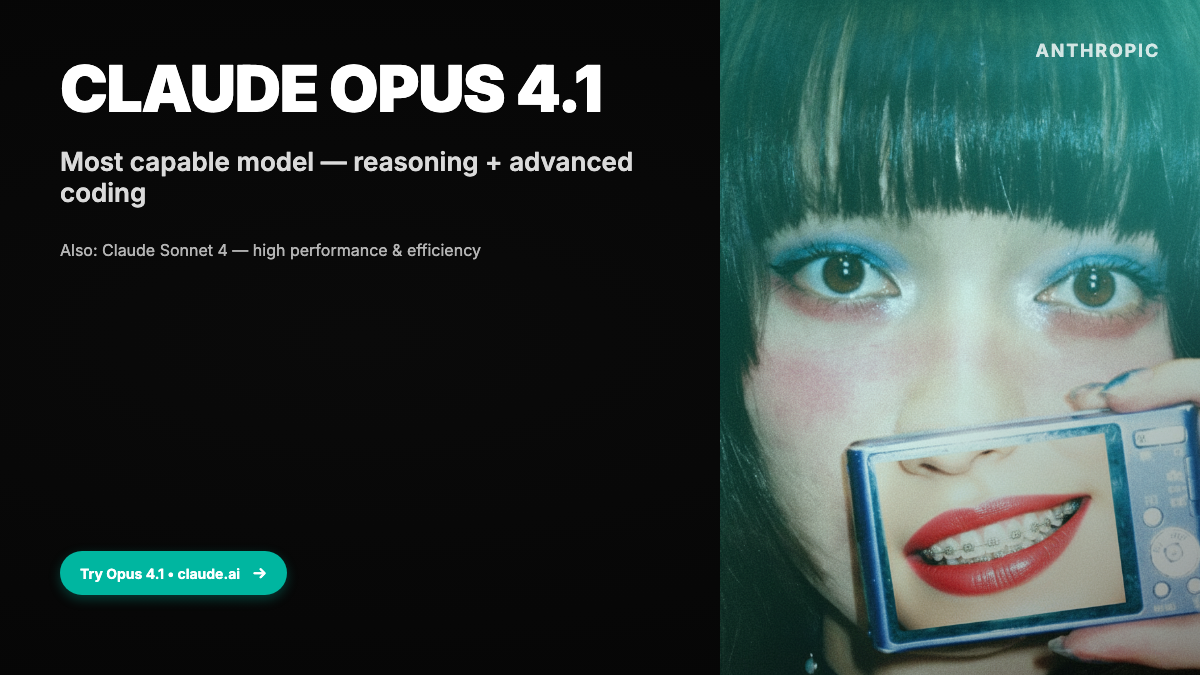 CLAUDE OPUS 4.1
Most capable model — reasoning + advanced
coding
Also: Claude Sonnet 4 — high performance & efficiency
Try Opus 4.1 • claude.ai →
ANTHROPIC